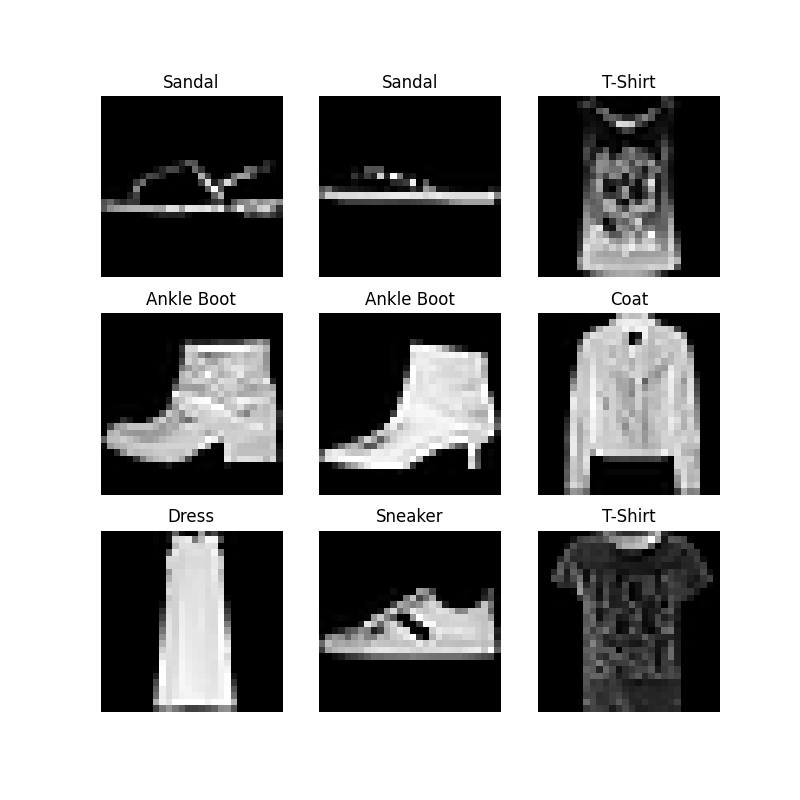 Sandal
Sandal
T-Shirt
Ankle Boot
Ankle Boot
Coat
Dress
Sneaker
T-Shirt